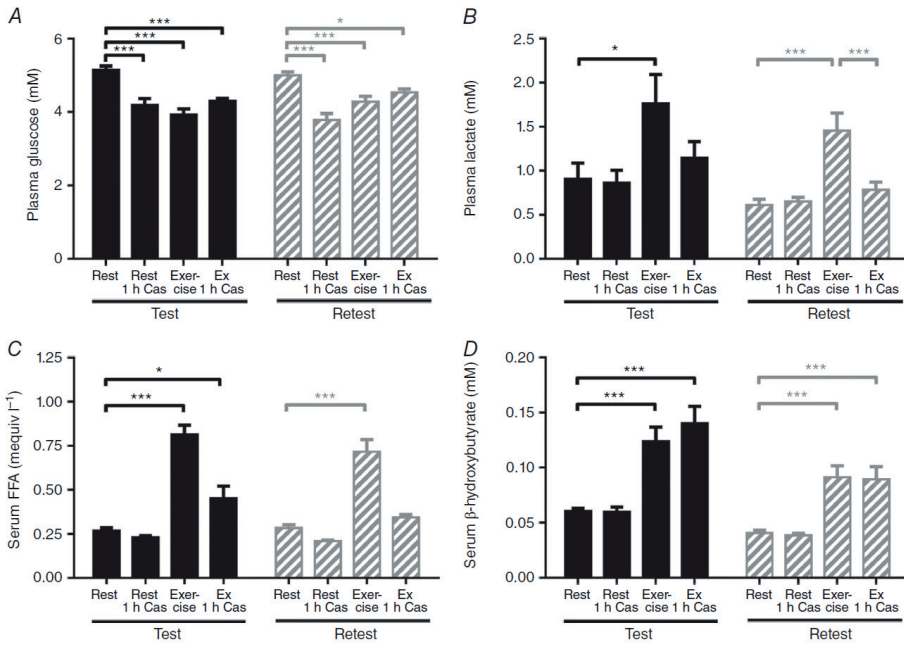 A
Plasma gluscose (mM)
6
4
2
0
***
***
***
*
***
***
Rest
Rest
1 h Cas
Exer-
cise
Ex
1 h Cas
Rest
Rest
1 h Cas
Exer-
cise
Ex
1 h Cas
Test
Retest
B
Plasma lactate (mM)
2.5
2.0
1.5
1.0
0.5
0
*
***
***
Rest
Rest
1 h Cas
Exer-
cise
Ex
1 h Cas
Rest
Rest
1 h Cas
Exer-
cise
Ex
1 h Cas
Test
Retest
C
Serum FFA (mequiv l⁻¹)
1.25
1.00
0.75
0.50
0.25
0.00
*
***
***
Rest
Rest
1 h Cas
Exer-
cise
Ex
1 h Cas
Rest
Rest
1 h Cas
Exer-
cise
Ex
1 h Cas
Test
Retest
D
Serum β-hydroxybutyrate (mM)
0.20
0.15
0.10
0.05
0.00
***
***
***
***
Rest
Rest
1 h Cas
Exer-
cise
Ex
1 h Cas
Rest
Rest
1 h Cas
Exer-
cise
Ex
1 h Cas
Test
Retest